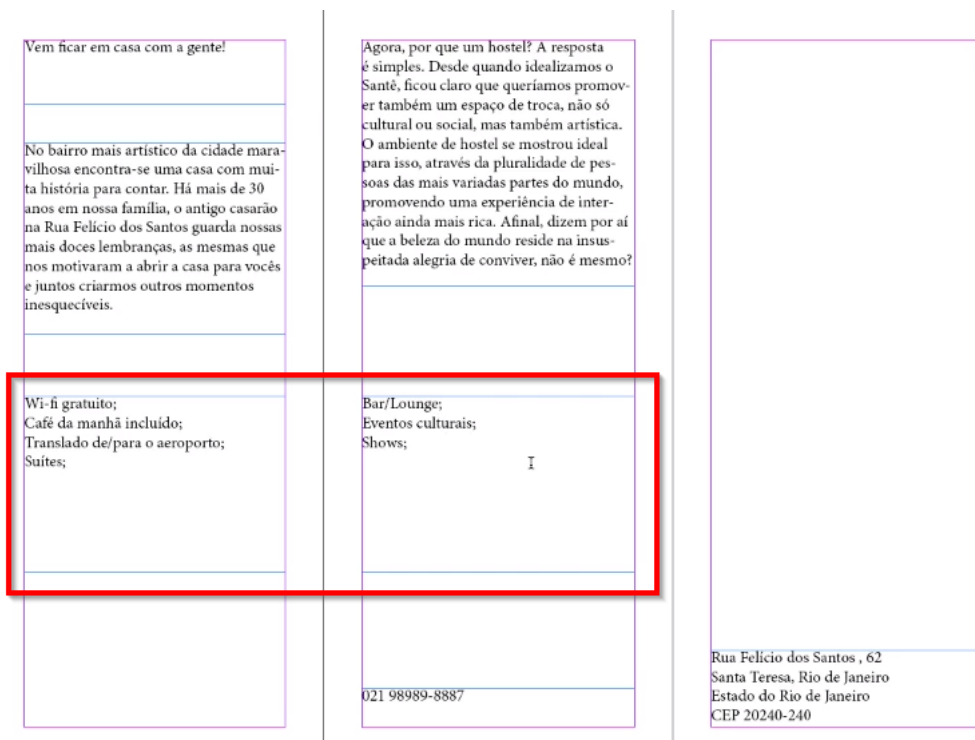 Vem ficar em casa com a gente!
No bairro mais artístico da cidade mara-
vilhosa encontra-se uma casa com mui-
ta história para contar. Há mais de 30
anos em nossa família, o antigo casarão
na Rua Felício dos Santos guarda nossas
mais doces lembranças, as mesmas que
nos motivaram a abrir a casa para vocês
e juntos criarmos outros momentos
inesquecíveis.
Wi-fi gratuito;
Café da manhã incluído;
Translado de/para o aeroporto;
Suítes;
Agora, por que um hostel? A resposta
é simples. Desde quando idealizamos o
Santê, ficou claro que queríamos promov-
er também um espaço de troca, não só
cultural ou social, mas também artística.
O ambiente de hostel se mostrou ideal
para isso, através da pluralidade de pes-
soas das mais variadas partes do mundo,
promovendo uma experiência de inter-
ação ainda mais rica. Afinal, dizem por aí
que a beleza do mundo reside na insus-
peitada alegria de conviver, não é mesmo?
Bar/Lounge;
Eventos culturais;
Shows;
021 98989-8887
Rua Felício dos Santos , 62
Santa Teresa, Rio de Janeiro
Estado do Rio de Janeiro
CEP 20240-240